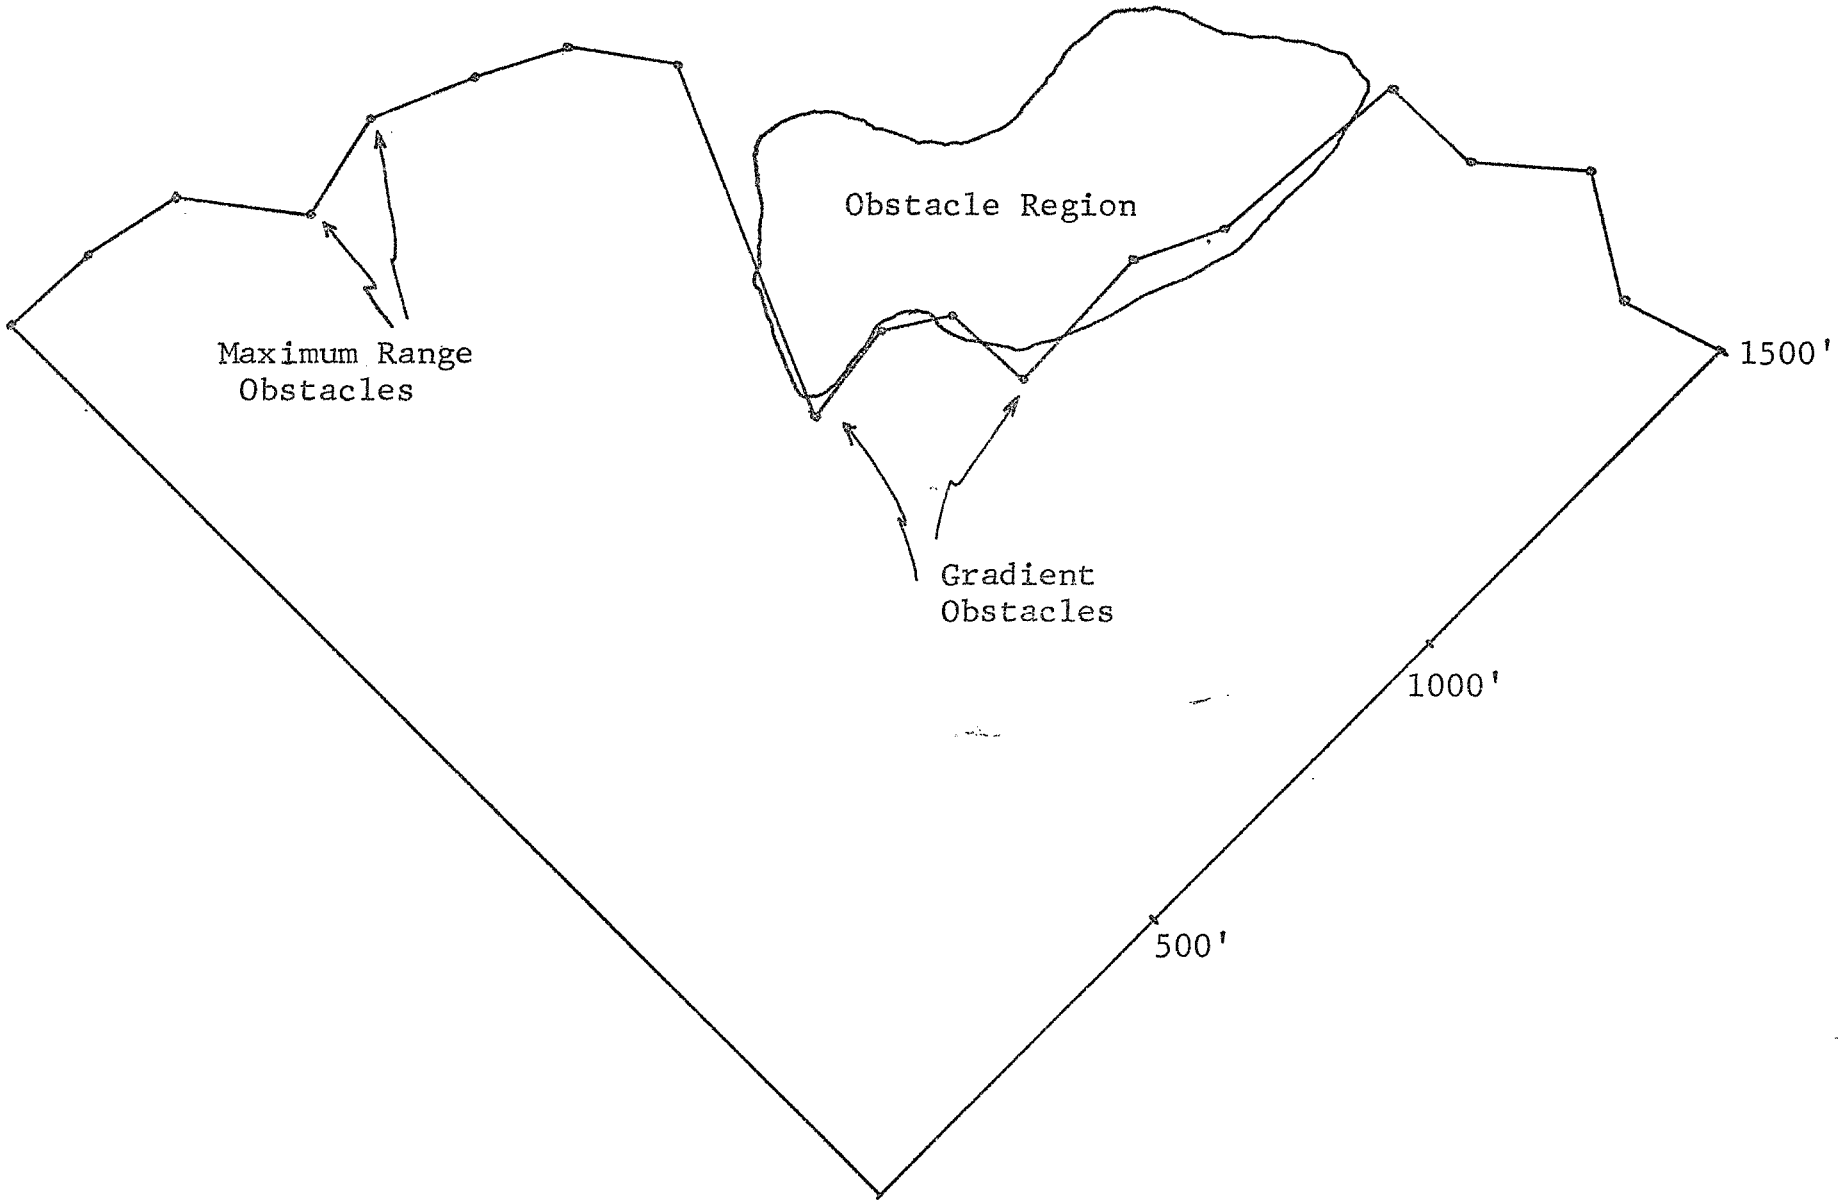 Obstacle Region
Maximum Range
Obstacles
1500'
Gradient
Obstacles
1000'
500'